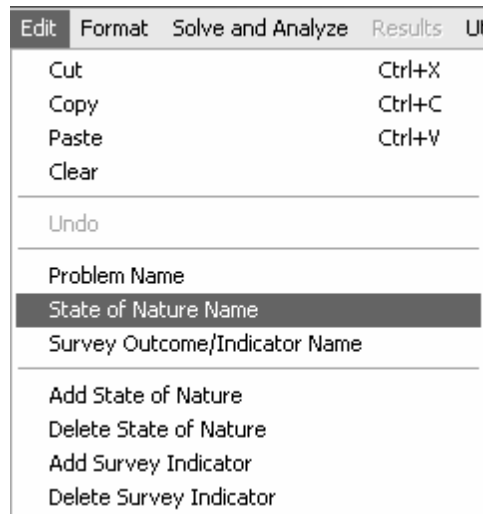 Edit Format Solve and Analyze Results
Cut Ctrl+X
Copy Ctrl+C
Paste Ctrl+V
Clear
Undo
Problem Name
State of Nature Name
Survey Outcome/Indicator Name
Add State of Nature
Delete State of Nature
Add Survey Indicator
Delete Survey Indicator